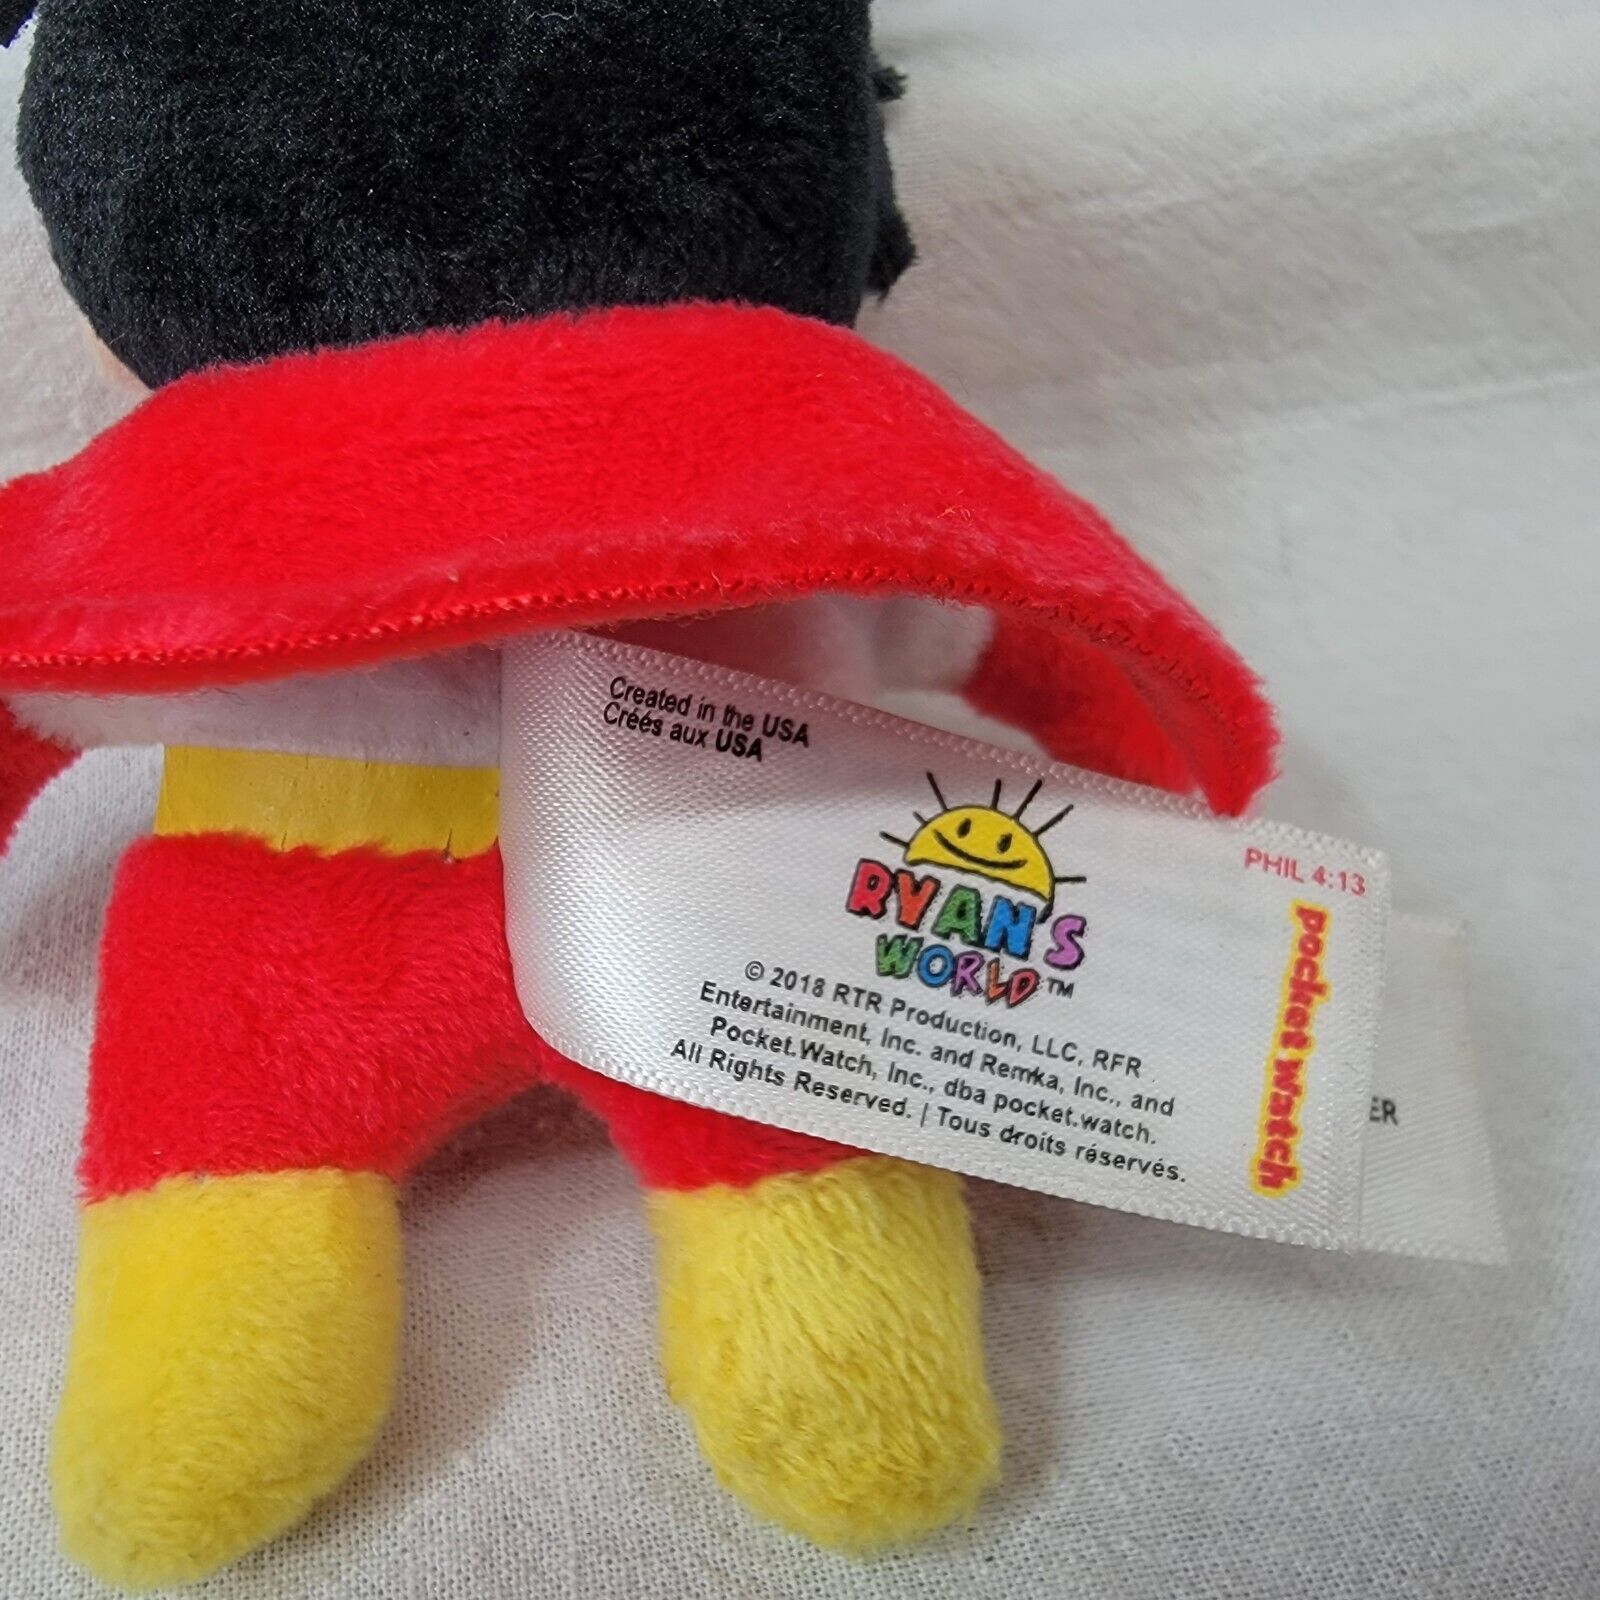 Created in the USA
Créés aux USA
RYAN'S
WORLD™
© 2018 RTR Production, LLC, RFR
Entertainment, Inc. and Remka, Inc., and
Pocket.Watch, Inc., dba pocket.watch.
All Rights Reserved. | Tous droits réservés.
PHIL 4:13
pocket watch
ER